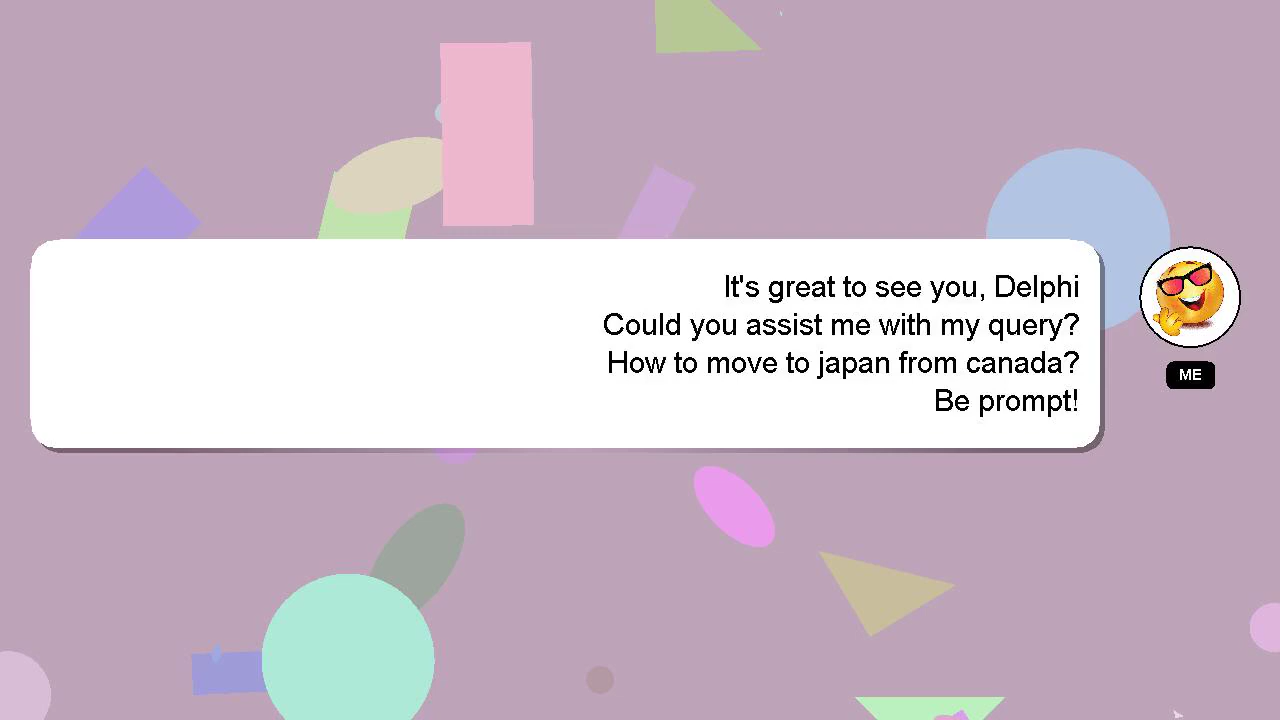 It's great to see you, Delphi
Could you assist me with my query?
How to move to japan from canada?
Be prompt!
ME